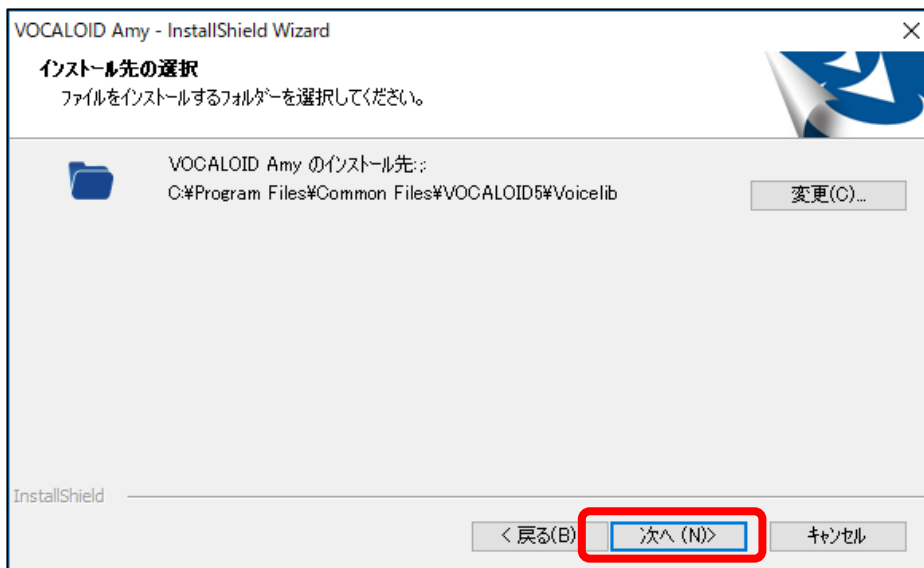 VOCALOID Amy - InstallShield Wizard
インストール先の選択
ファイルをインストールするフォルダーを選択してください。
VOCALOID Amy のインストール先:;
C:¥Program Files¥Common Files¥VOCALOID5¥Voicelib
変更(C)...
InstallShield
< 戻る(B)
次へ (N)>
キャンセル